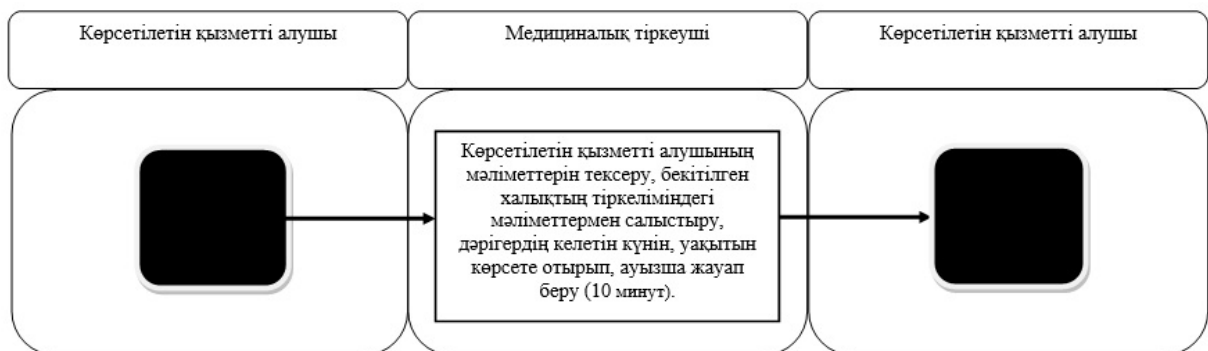 Көрсетілетін қызметті алушы
Медициналық тіркеуші
Көрсетілетін қызметті алушы
Көрсетілетін қызметті алушының
мәліметтерін тексеру, бекітілген
халықтың тіркеліміндегі
мәліметтермен салыстыру,
дәрігердің келетін күнін, уақытын
көрсете отырып, ауызша жауап
беру (10 минут).